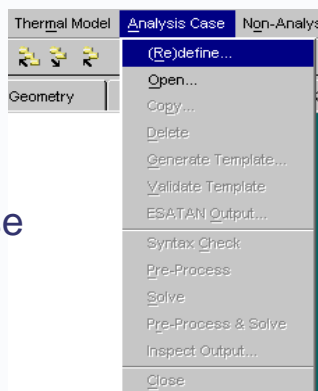 Thermal Model Analysis Case Non-Analys
(Re)define...
Open...
Geometry
Copy...
Delete
Generate Template...
Validate Template
ESATAN Output...
e
Syntax Check
Pre-Process
Solve
Pre-Process & Solve
Inspect Output...
Close